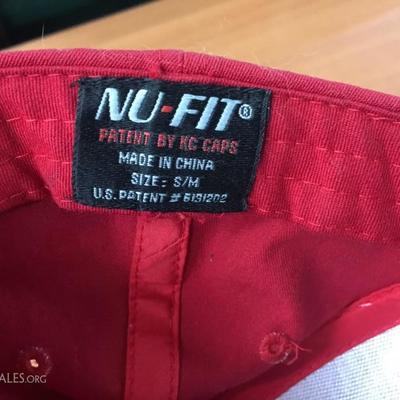 NU-FIT®
PATENT BY KC CAPS
MADE IN CHINA
SIZE: S/M
U.S. PATENT # 6131202
ALES.ORG